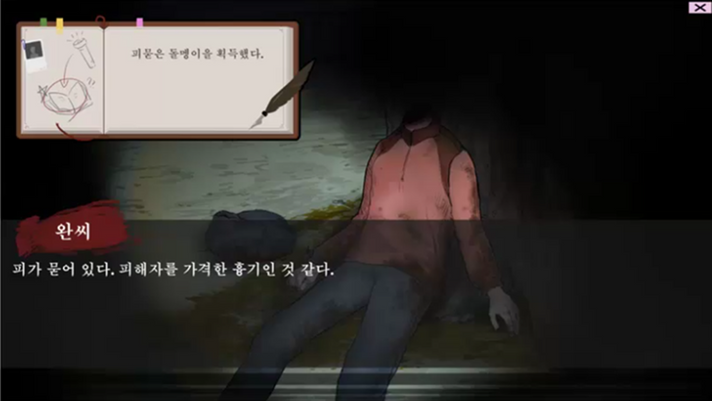 피묻은 돌멩이을 획득했다.
완씨
피가 묻어 있다. 피해자를 가격한 흉기인 것 같다.